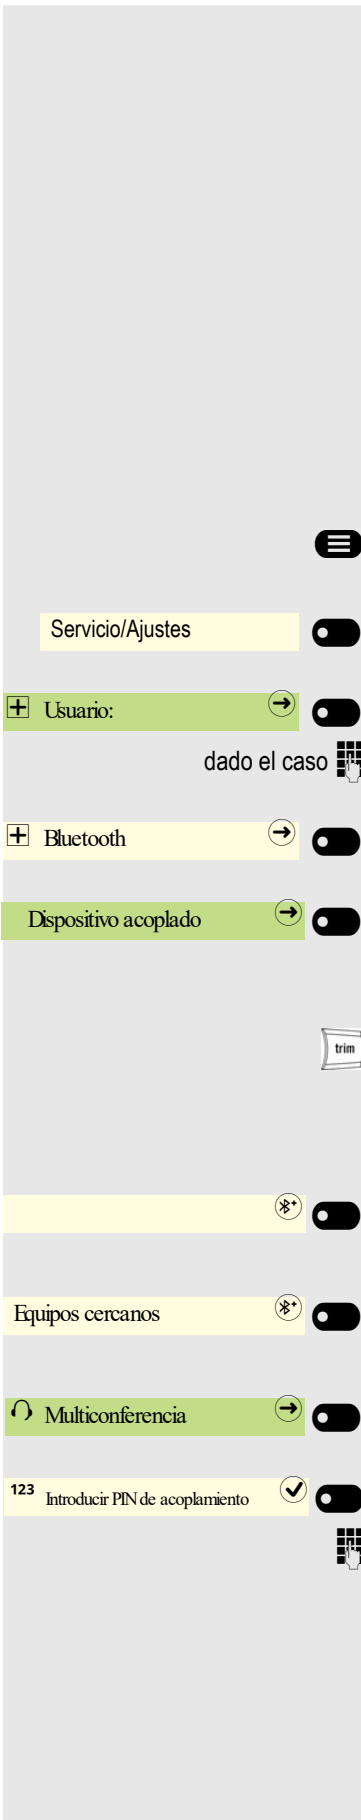 Servicio/Ajustes
Usuario:
dado el caso
Bluetooth
Dispositivo acoplado
trim
Equipos cercanos
Multiconferencia
123 Introducir PIN de acoplamiento